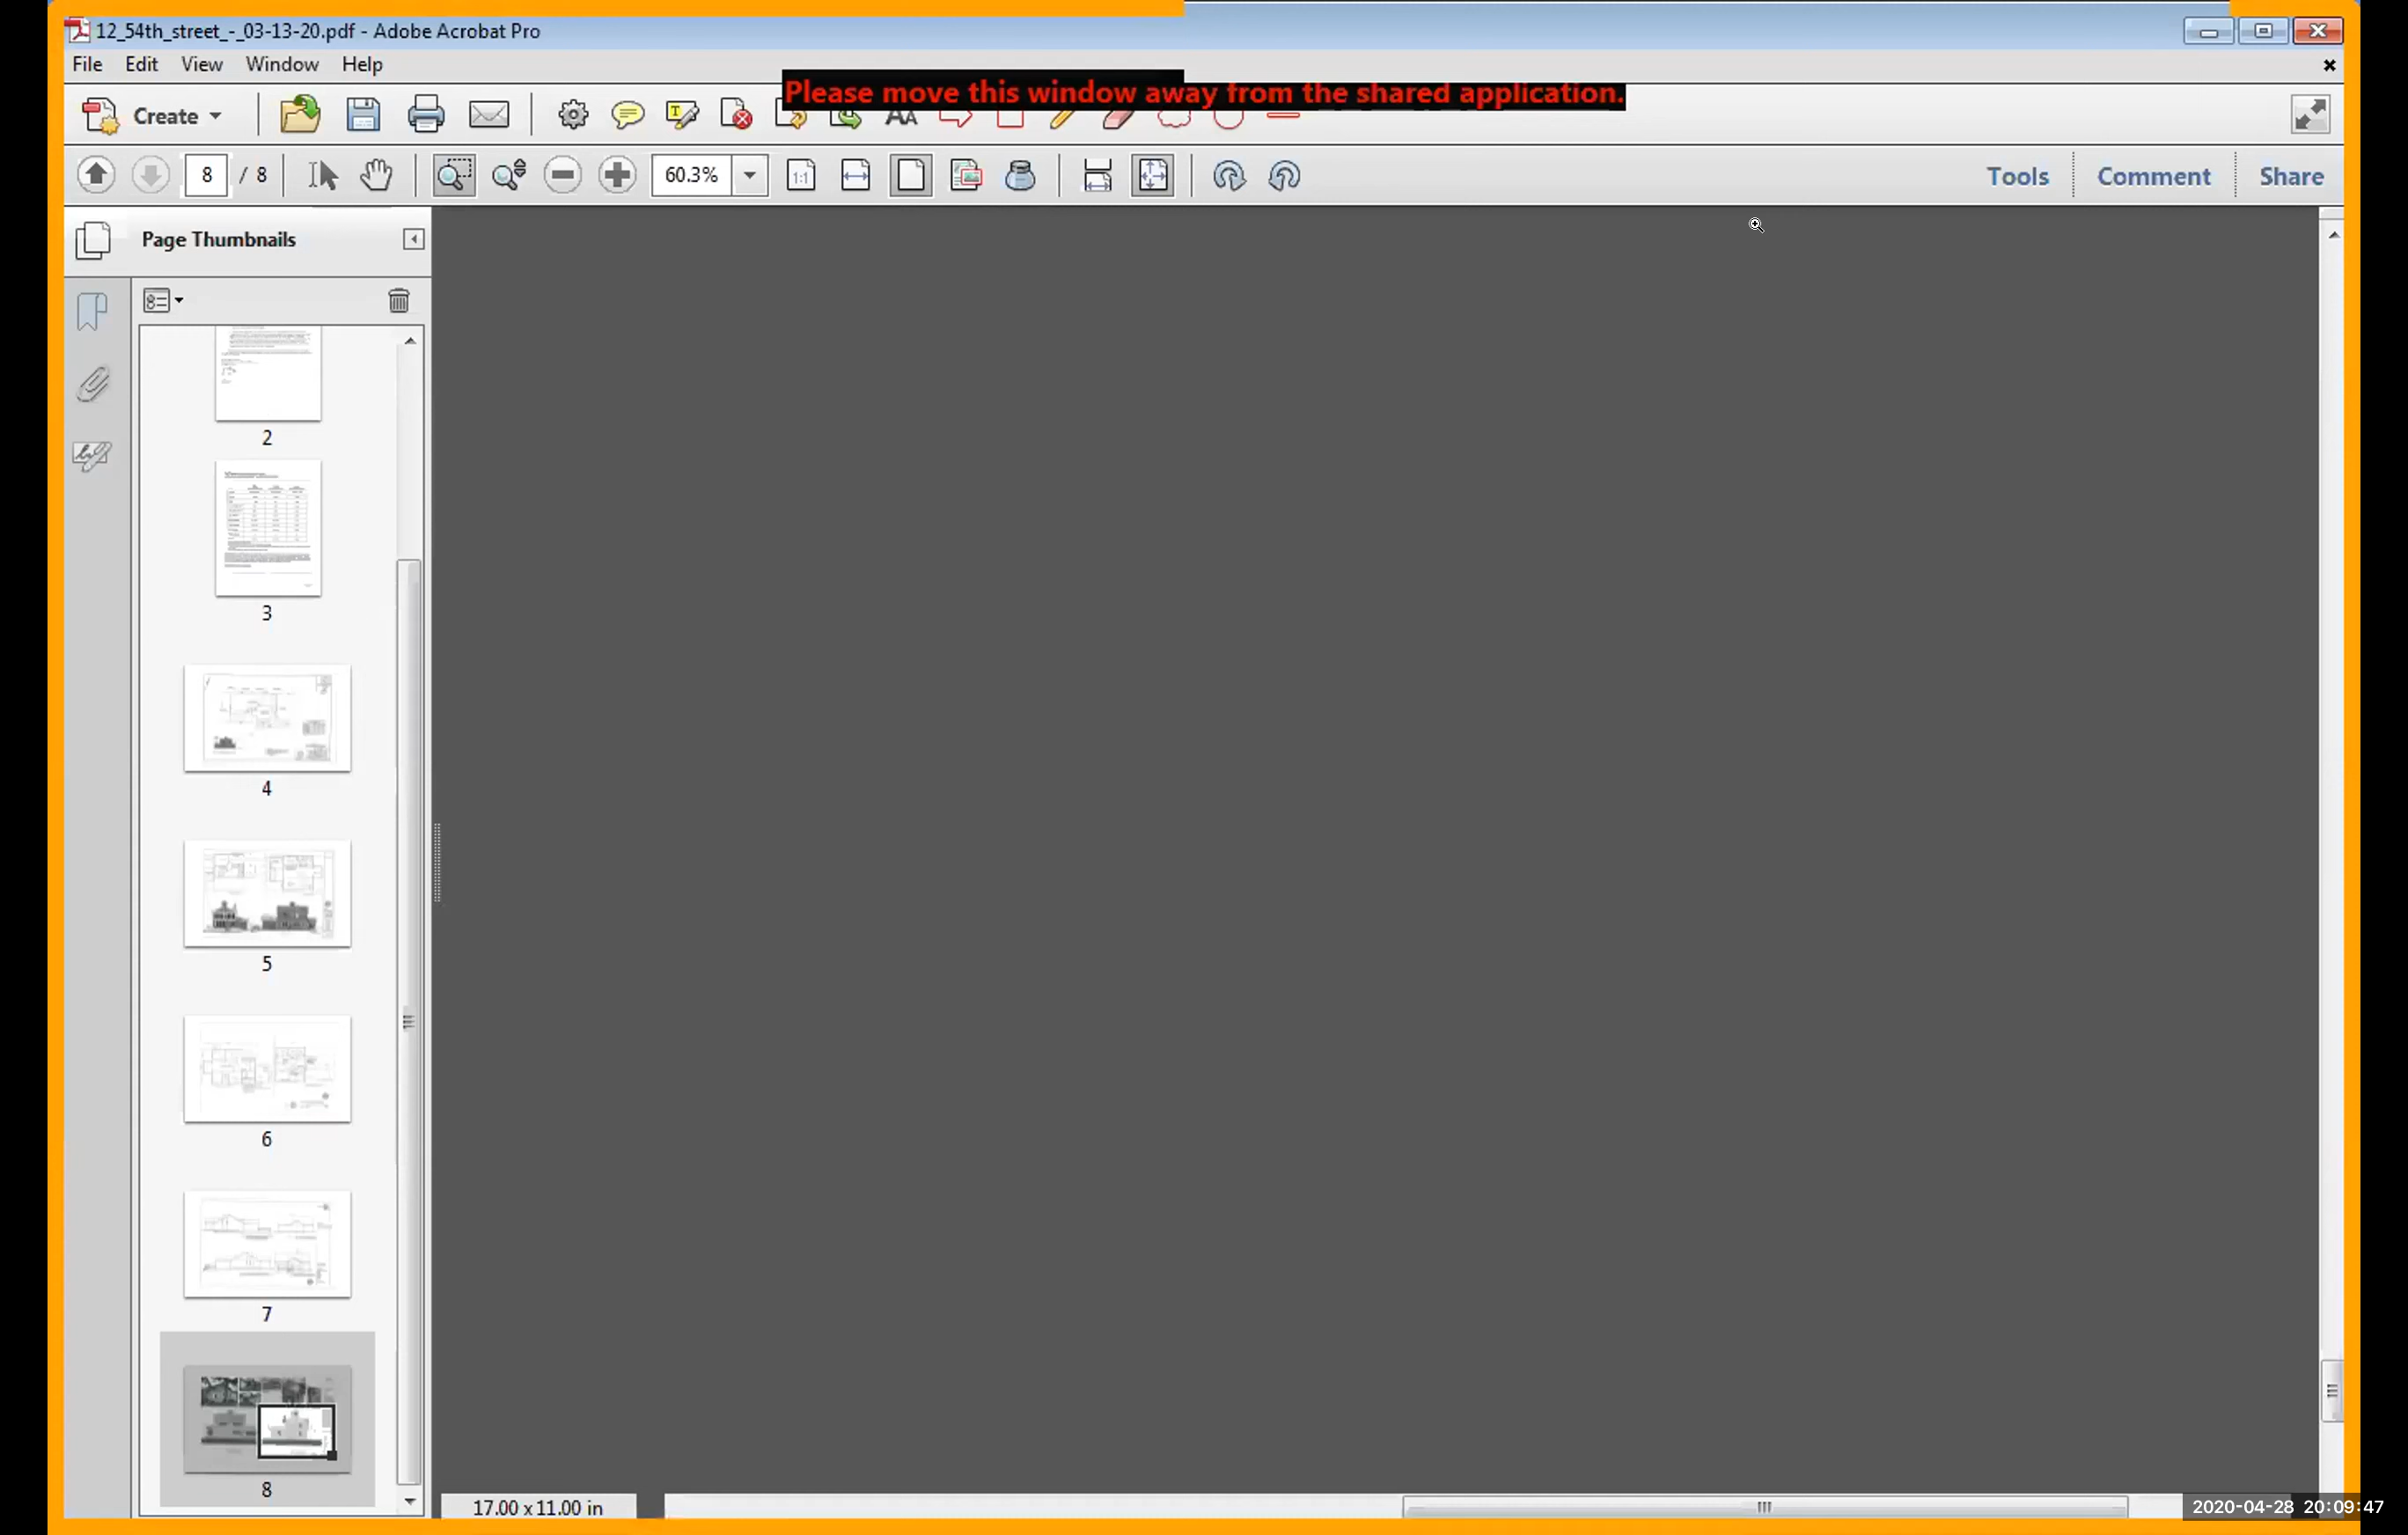 12_54th_street_-_03-13-20.pdf - Adobe Acrobat Pro
File Edit View Window Help
Please move this window away from the shared application.
Create
8 / 8 60.3% 1:1 Tools Comment Share
Page Thumbnails
2
3
4
5
6
7
8
17.00 x 11.00 in
2020-04-28 20:09:47